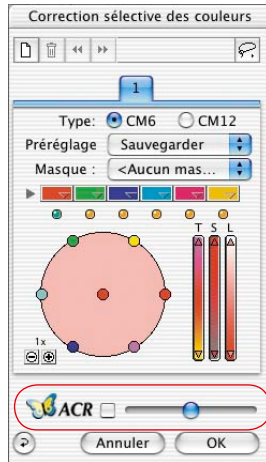 Correction sélective des couleurs
1
Type: CM6 CM12
Préréglage Sauvegarder
Masque : <Aucun mas...
T S L
1x
ACR
Annuler OK